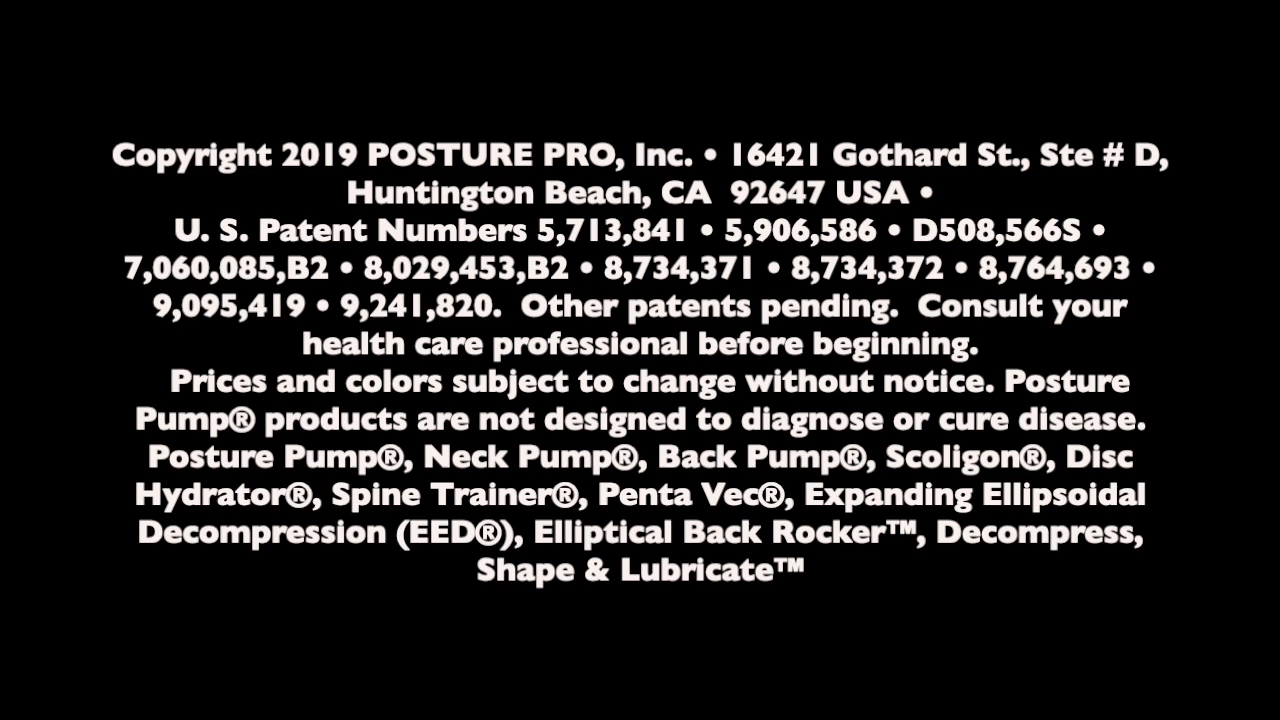 Copyright 2019 POSTURE PRO, Inc. • 16421 Gothard St., Ste # D,
Huntington Beach, CA  92647 USA •
U. S. Patent Numbers 5,713,841 • 5,906,586 • D508,566S •
7,060,085,B2 • 8,029,453,B2 • 8,734,371 • 8,734,372 • 8,764,693 •
9,095,419 • 9,241,820.  Other patents pending.  Consult your
health care professional before beginning.
Prices and colors subject to change without notice. Posture
Pump® products are not designed to diagnose or cure disease.
Posture Pump®, Neck Pump®, Back Pump®, Scoligon®, Disc
Hydrator®, Spine Trainer®, Penta Vec®, Expanding Ellipsoidal
Decompression (EED®), Elliptical Back Rocker™, Decompress,
Shape & Lubricate™